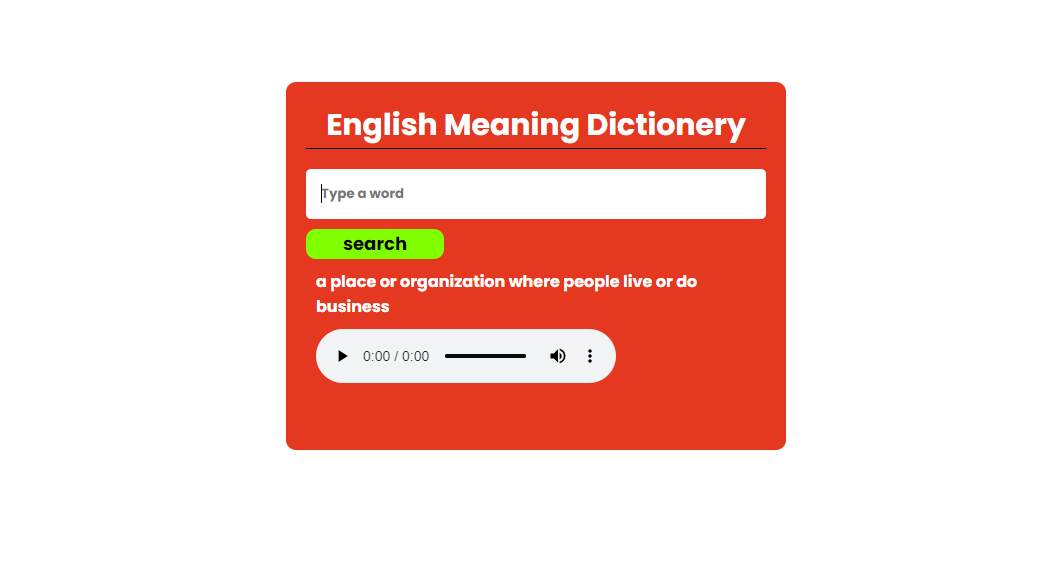 English Meaning Dictionery
Type a word
search
a place or organization where people live or do
business
0:00 / 0:00